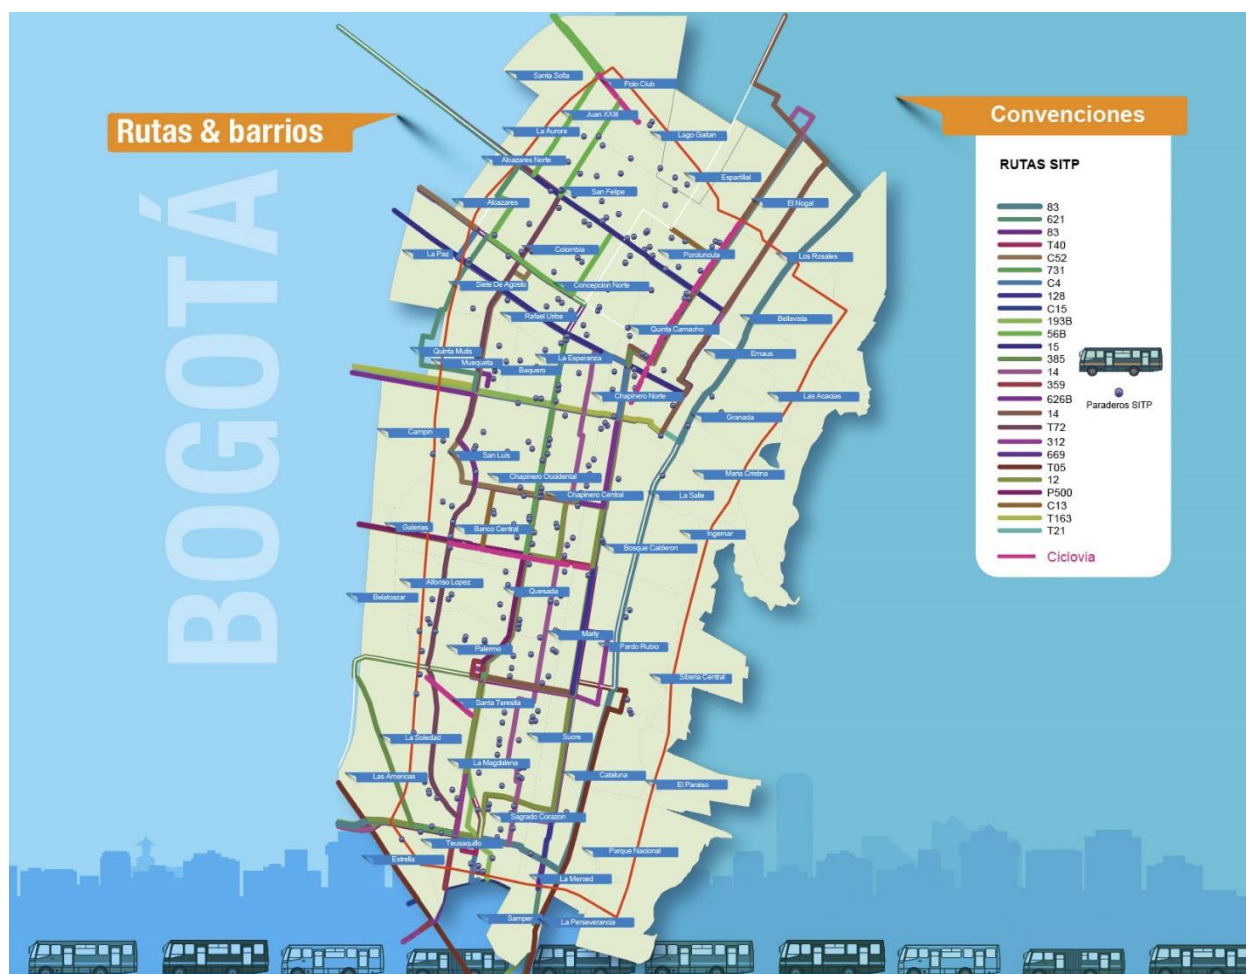 BOGOTÁ
Rutas & barrios
Convenciones
RUTAS SITP
83
621
83
T40
C52
731
C4
128
C15
193B
56B
15
385
14
359
626B
14
T72
312
669
T05
12
P500
C13
T163
T21
Ciclovia
Paraderos SITP
Santa Sofia
Polo Club
Juan XXIII
La Aurora
Lago Gaitan
Alcazares Norte
Espartillal
San Felipe
Alcazares
El Nogal
La Paz
Colombia
Porciuncula
Los Rosales
Siete De Agosto
Concepcion Norte
Rafael Uribe
Bellavista
Quinta Camacho
Quinta Mutis
La Esperanza
Emaus
Muequeta
Baquero
Chapinero Norte
Las Acacias
Granada
Campin
San Luis
Maria Cristina
Chapinero Occidental
Chapinero Central
La Salle
Galerias
Banco Central
Ingemar
Bosque Calderon
Alfonso Lopez
Belalcazar
Quesada
Marly
Palermo
Pardo Rubio
Siberia Central
Santa Teresita
La Soledad
Sucre
La Magdalena
Las Americas
Cataluna
El Paraiso
Sagrado Corazon
Teusaquillo
Parque Nacional
Estrella
La Merced
Samper
La Perseverancia